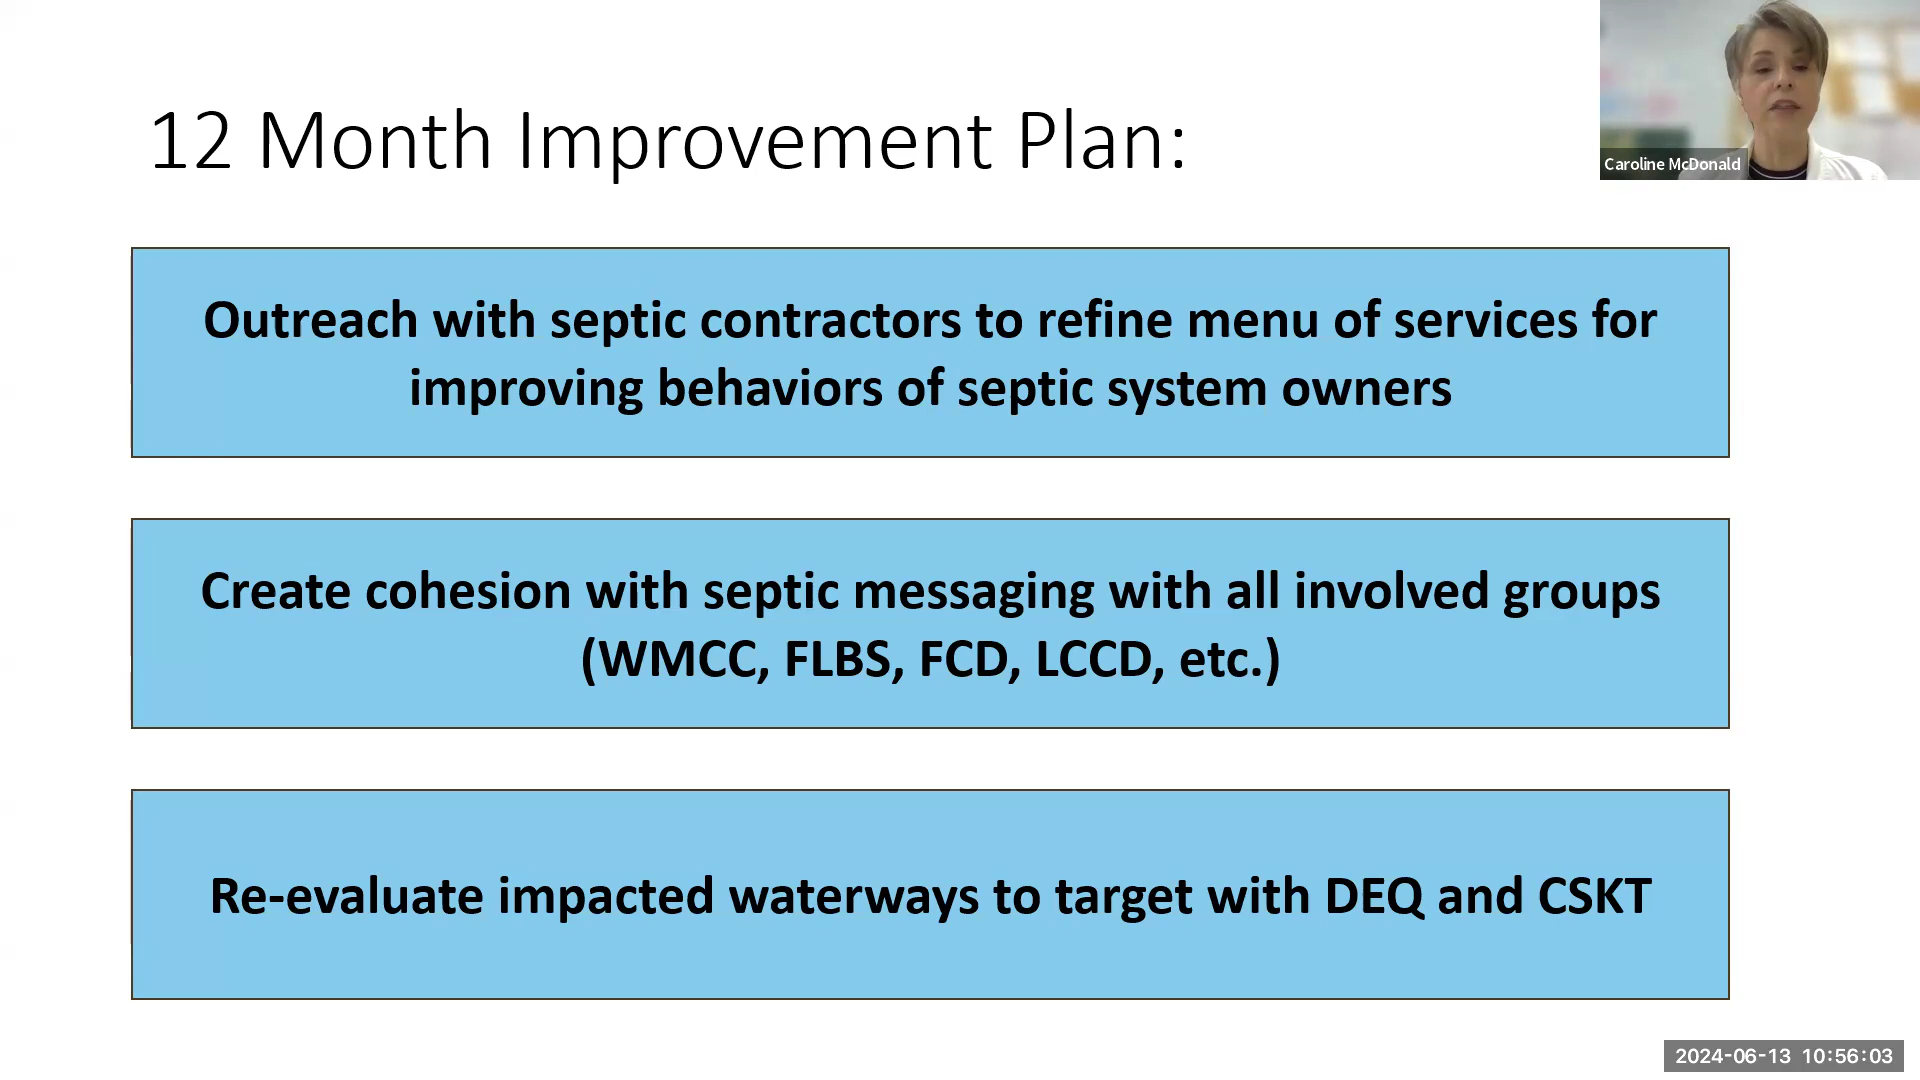 12 Month Improvement Plan:
Caroline McDonald
Outreach with septic contractors to refine menu of services for
improving behaviors of septic system owners
Create cohesion with septic messaging with all involved groups
(WMCC, FLBS, FCD, LCCD, etc.)
Re-evaluate impacted waterways to target with DEQ and CSKT
2024-06-13 10:56:03